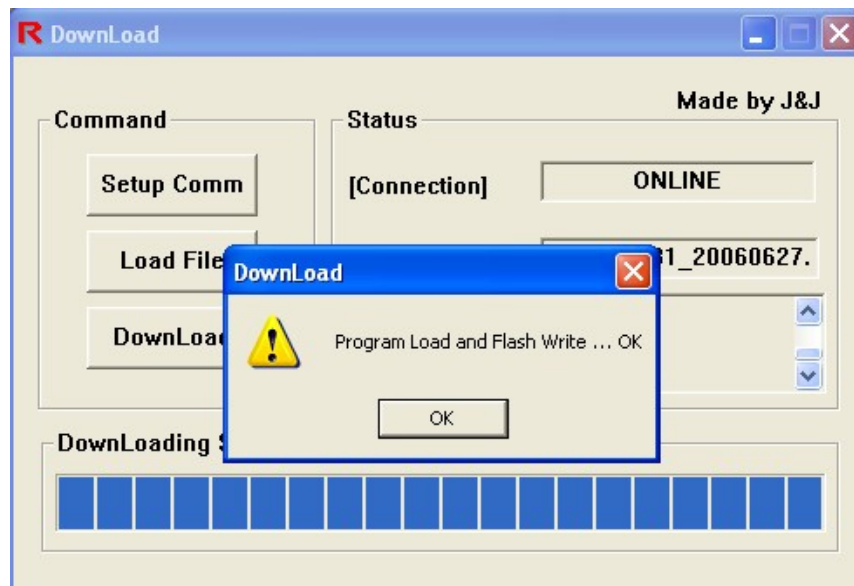 R DownLoad
Made by J&J
Command
Status
Setup Comm
[Connection]
ONLINE
Load File
1_20060627.
DownLoad
Program Load and Flash Write ... OK
DownLoad
OK
DownLoading